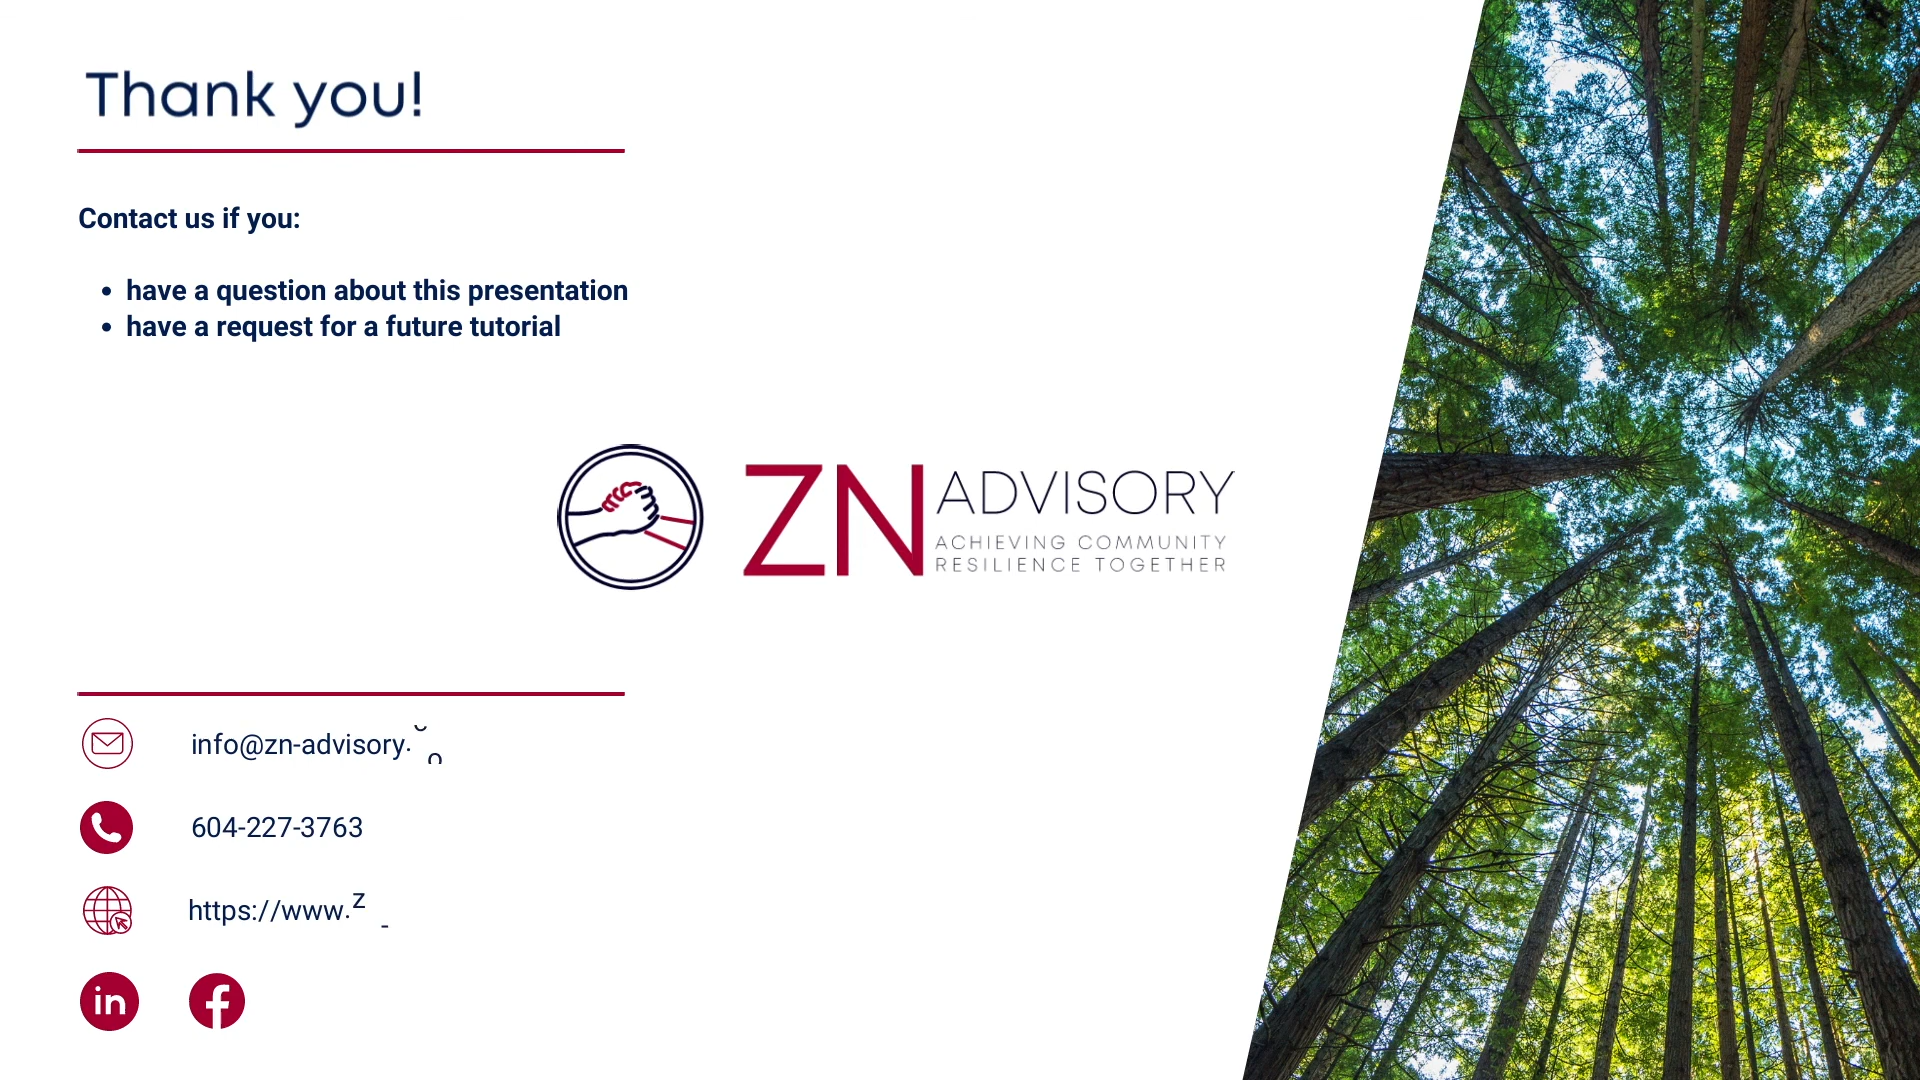 Thank you!
Contact us if you:
• have a question about this presentation
• have a request for a future tutorial
ZN ADVISORY
ACHIEVING COMMUNITY
RESILIENCE TOGETHER
info@zn-advisory.
604-227-3763
https://www.z
in